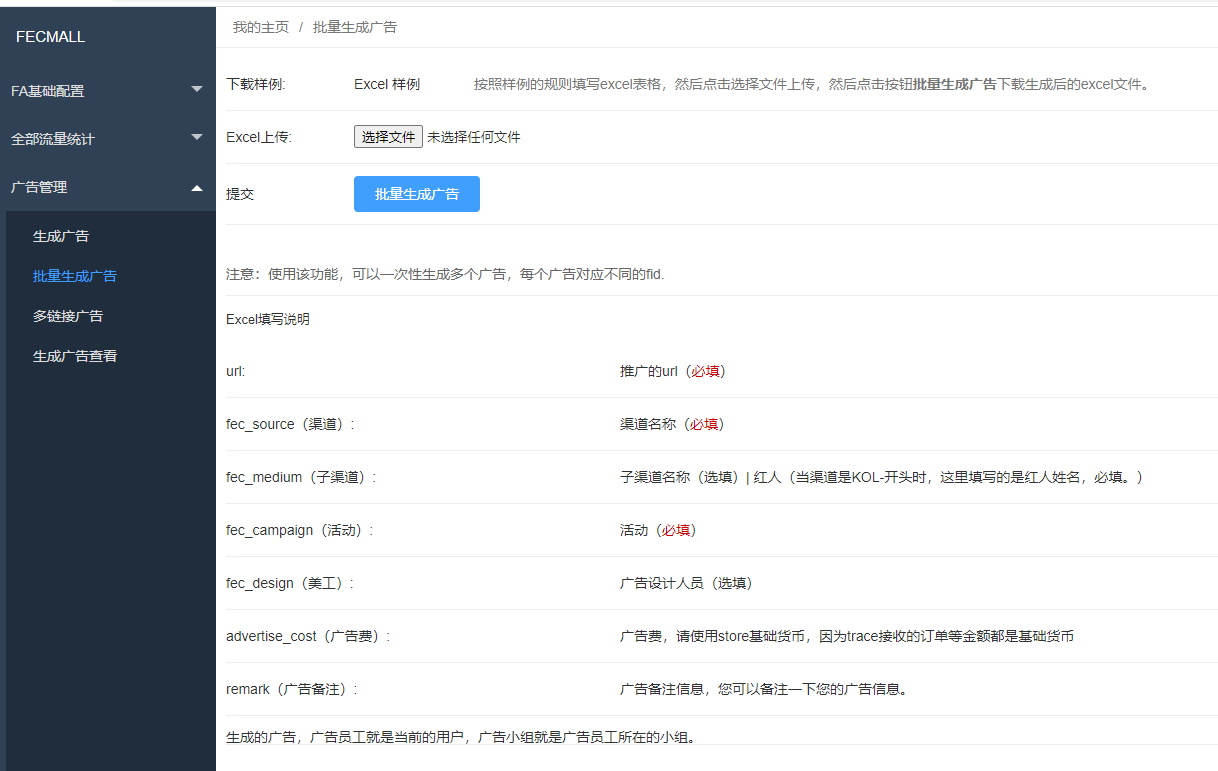 FECMALL
FA基础配置
全部流量统计
广告管理
生成广告
批量生成广告
多链接广告
生成广告查看
我的主页 / 批量生成广告
下载样例: Excel 样例 按照样例的规则填写excel表格，然后点击选择文件上传，然后点击按钮批量生成广告下载生成后的excel文件。
Excel上传: 选择文件 未选择任何文件
提交 批量生成广告
注意：使用该功能，可以一次性生成多个广告，每个广告对应不同的fid.
Excel填写说明
url: 推广的url（必填）
fec_source（渠道）: 渠道名称（必填）
fec_medium（子渠道）: 子渠道名称（选填）| 红人（当渠道是KOL-开头时，这里填写的是红人姓名，必填。）
fec_campaign（活动）: 活动（必填）
fec_design（美工）: 广告设计人员（选填）
advertise_cost（广告费）: 广告费，请使用store基础货币，因为trace接收的订单等金额都是基础货币
remark（广告备注）: 广告备注信息，您可以备注一下您的广告信息。
生成的广告，广告员工就是当前的用户，广告小组就是广告员工所在的小组。